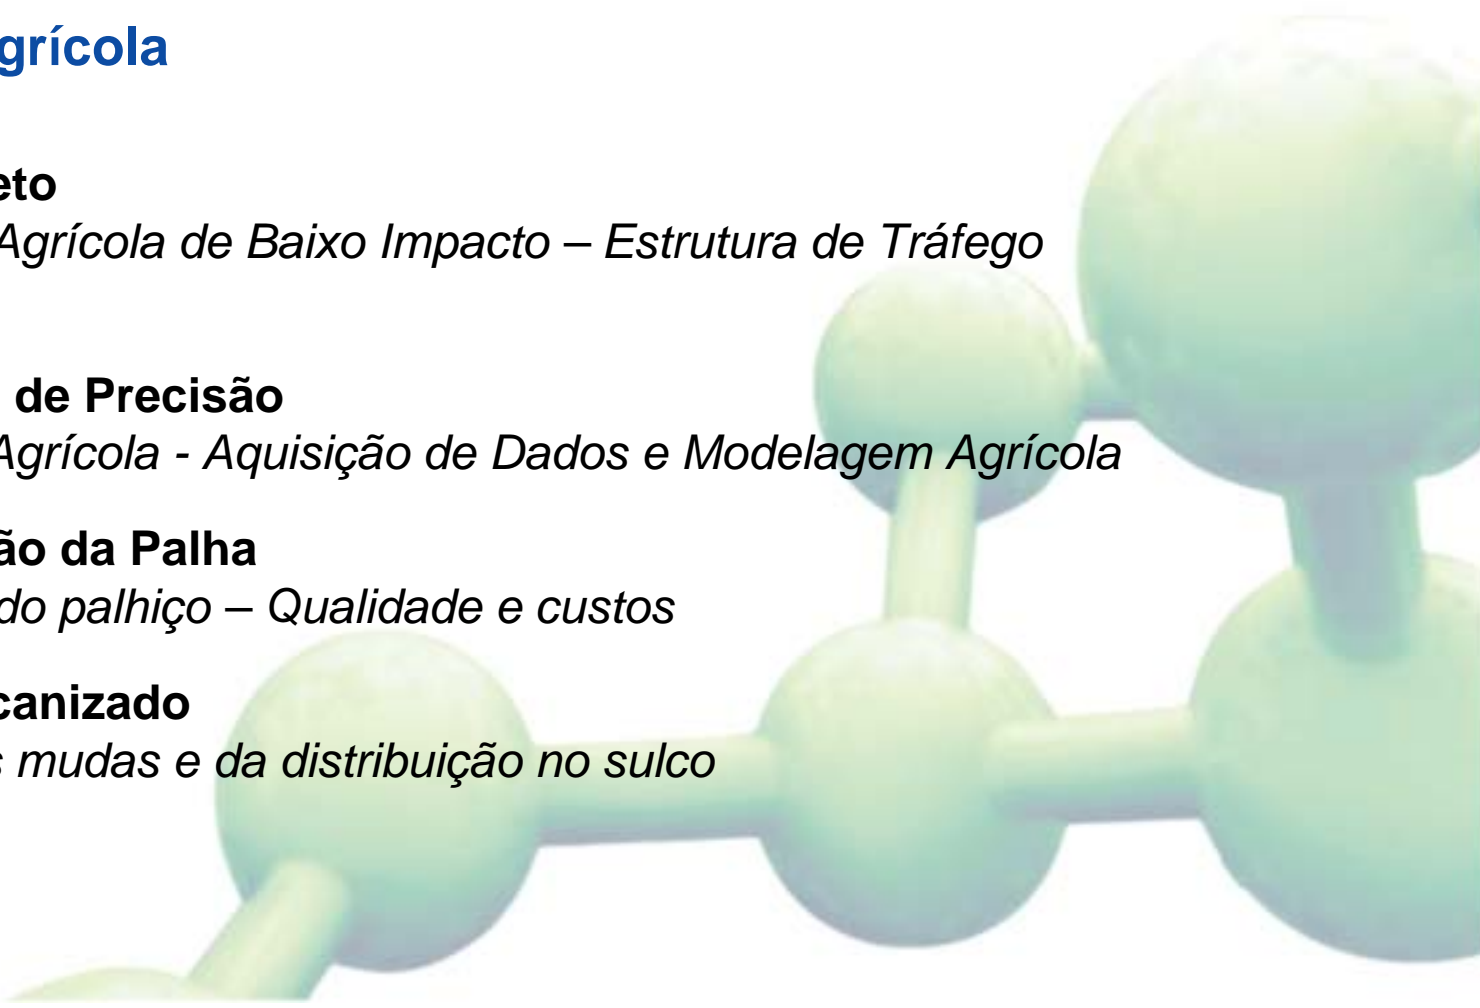 grícola
eto
Agrícola de Baixo Impacto – Estrutura de Tráfego
de Precisão
Agrícola - Aquisição de Dados e Modelagem Agrícola
ão da Palha
do palhiço – Qualidade e custos
canizado
s mudas e da distribuição no sulco